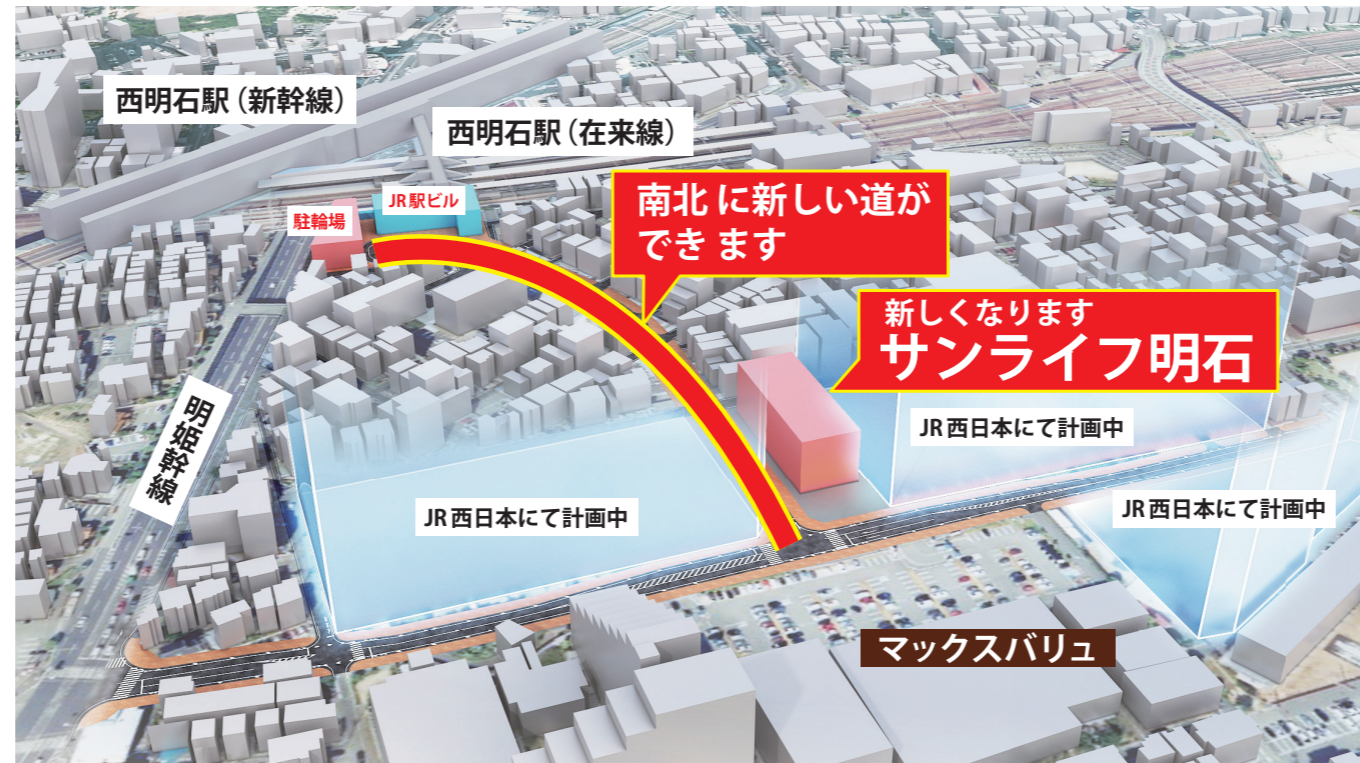 西明石駅（新幹線）
西明石駅（在来線）
JR駅ビル
駐輪場
南北に新しい道が
できます
新しくなります
サンライフ明石
明姫幹線
JR西日本にて計画中
JR西日本にて計画中
JR西日本にて計画中
マックスバリュ